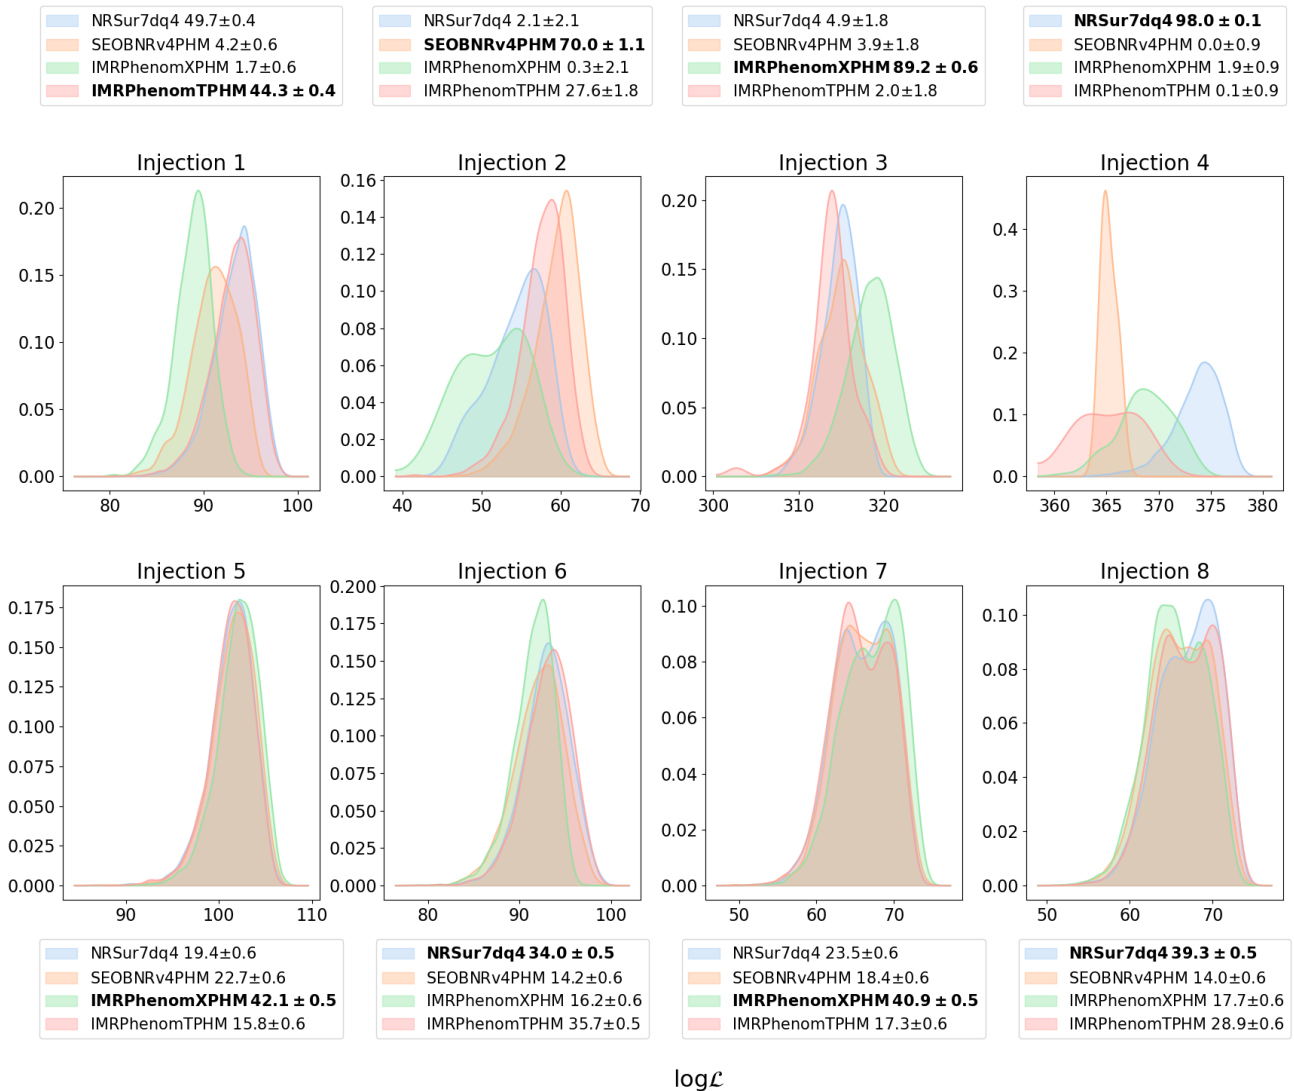 NRSur7dq4 49.7±0.4
SEOBNRv4PHM 4.2±0.6
IMRPhenomXPHM 1.7±0.6
IMRPhenomTPHM 44.3 ± 0.4
NRSur7dq4 2.1±2.1
SEOBNRv4PHM 70.0 ± 1.1
IMRPhenomXPHM 0.3±2.1
IMRPhenomTPHM 27.6±1.8
NRSur7dq4 4.9±1.8
SEOBNRv4PHM 3.9±1.8
IMRPhenomXPHM 89.2 ± 0.6
IMRPhenomTPHM 2.0±1.8
NRSur7dq4 98.0 ± 0.1
SEOBNRv4PHM 0.0±0.9
IMRPhenomXPHM 1.9±0.9
IMRPhenomTPHM 0.1±0.9
Injection 1
0.20
0.15
0.10
0.05
0.00
80 90 100
Injection 2
0.16
0.14
0.12
0.10
0.08
0.06
0.04
0.02
0.00
40 50 60 70
Injection 3
0.20
0.15
0.10
0.05
0.00
300 310 320
Injection 4
0.4
0.3
0.2
0.1
0.0
360 365 370 375 380
Injection 5
0.175
0.150
0.125
0.100
0.075
0.050
0.025
0.000
90 100 110
Injection 6
0.200
0.175
0.150
0.125
0.100
0.075
0.050
0.025
0.000
80 90 100
Injection 7
0.10
0.08
0.06
0.04
0.02
0.00
50 60 70
Injection 8
0.10
0.08
0.06
0.04
0.02
0.00
50 60 70
NRSur7dq4 19.4±0.6
SEOBNRv4PHM 22.7±0.6
IMRPhenomXPHM 42.1 ± 0.5
IMRPhenomTPHM 15.8±0.6
NRSur7dq4 34.0 ± 0.5
SEOBNRv4PHM 14.2±0.6
IMRPhenomXPHM 16.2±0.6
IMRPhenomTPHM 35.7±0.5
NRSur7dq4 23.5±0.6
SEOBNRv4PHM 18.4±0.6
IMRPhenomXPHM 40.9 ± 0.5
IMRPhenomTPHM 17.3±0.6
NRSur7dq4 39.3 ± 0.5
SEOBNRv4PHM 14.0±0.6
IMRPhenomXPHM 17.7±0.6
IMRPhenomTPHM 28.9±0.6
logℒ